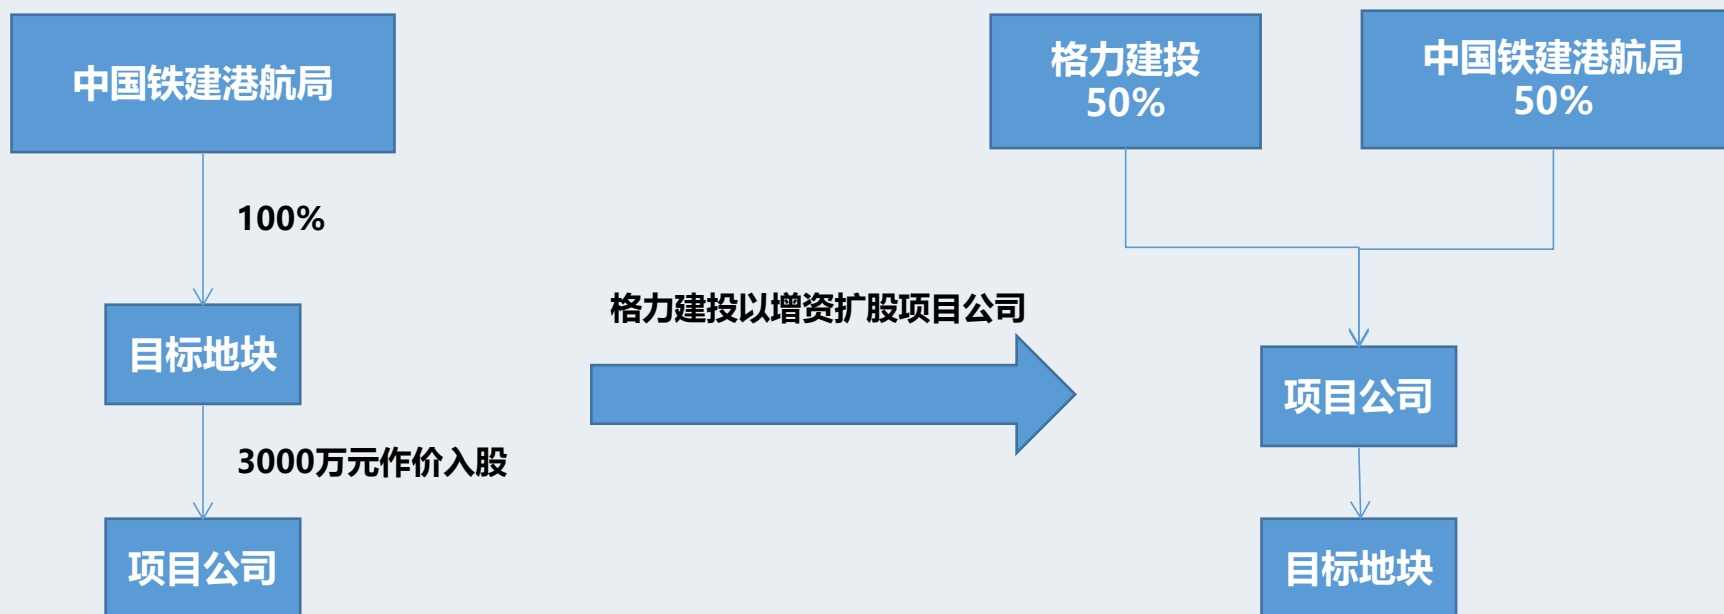 中国铁建港航局
100%
目标地块
3000万元作价入股
项目公司
格力建投以增资扩股项目公司
格力建投
50%
中国铁建港航局
50%
项目公司
目标地块